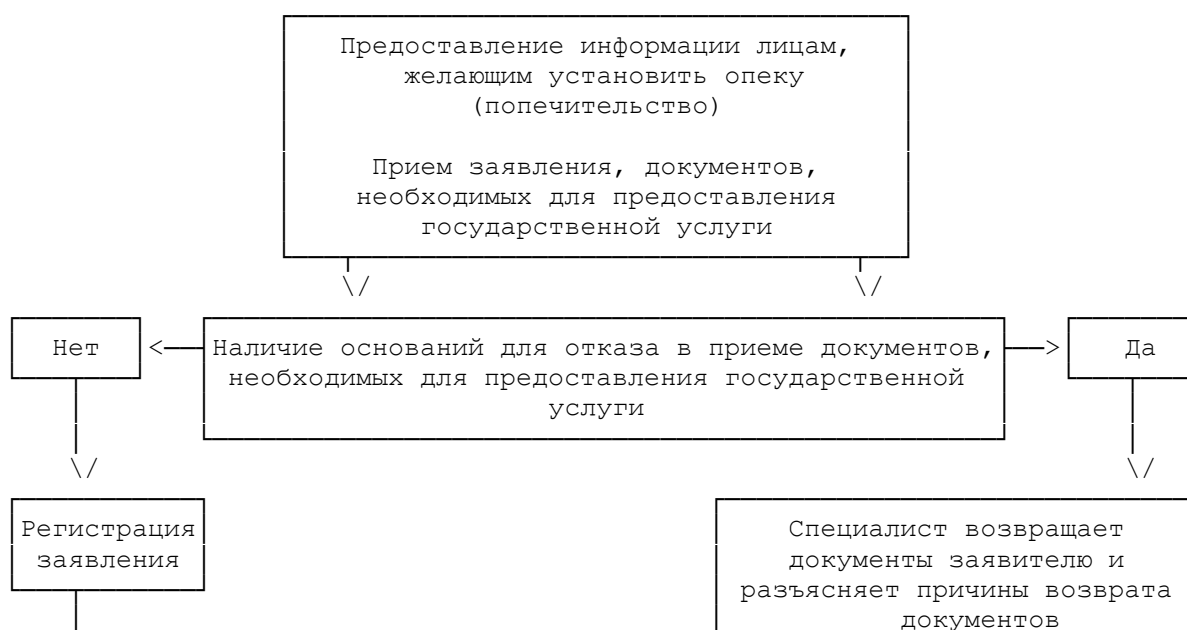 Предоставление информации лицам,
желающим установить опеку
(попечительство)
Прием заявления, документов,
необходимых для предоставления
государственной услуги
Нет
Наличие оснований для отказа в приеме документов,
необходимых для предоставления государственной
услуги
Да
Регистрация
заявления
Специалист возвращает
документы заявителю и
разъясняет причины возврата
документов